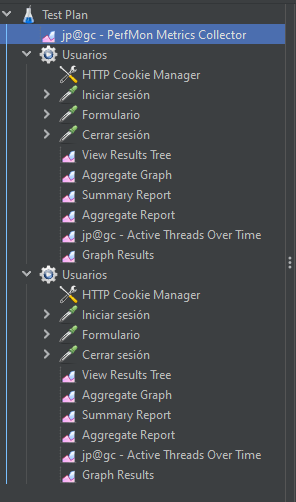 Test Plan
jp@gc - PerfMon Metrics Collector
Usuarios
HTTP Cookie Manager
Iniciar sesión
Formulario
Cerrar sesión
View Results Tree
Aggregate Graph
Summary Report
Aggregate Report
jp@gc - Active Threads Over Time
Graph Results
Usuarios
HTTP Cookie Manager
Iniciar sesión
Formulario
Cerrar sesión
View Results Tree
Aggregate Graph
Summary Report
Aggregate Report
jp@gc - Active Threads Over Time
Graph Results